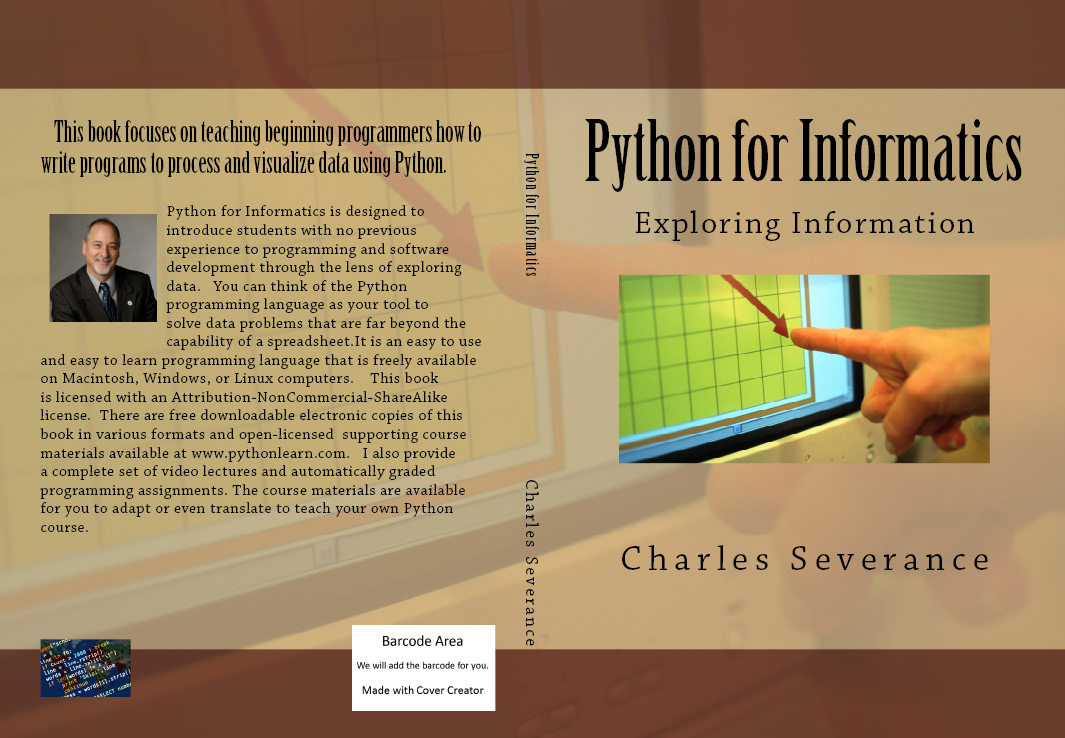 This book focuses on teaching beginning programmers how to
write programs to process and visualize data using Python.
Python for Informatics is designed to
introduce students with no previous
experience to programming and software
development through the lens of exploring
data.   You can think of the Python
programming language as your tool to
solve data problems that are far beyond the
capability of a spreadsheet.It is an easy to use
and easy to learn programming language that is freely available
on Macintosh, Windows, or Linux computers.    This book
is licensed with an Attribution-NonCommercial-ShareAlike
license.  There are free downloadable electronic copies of this
book in various formats and open-licensed  supporting course
materials available at www.pythonlearn.com.   I also provide
a complete set of video lectures and automatically graded
programming assignments. The course materials are available
for you to adapt or even translate to teach your own Python
course.
Barcode Area
We will add the barcode for you.
Made with Cover Creator
Python for Informatics
Charles Severance
Python for Informatics
Exploring Information
Charles Severance